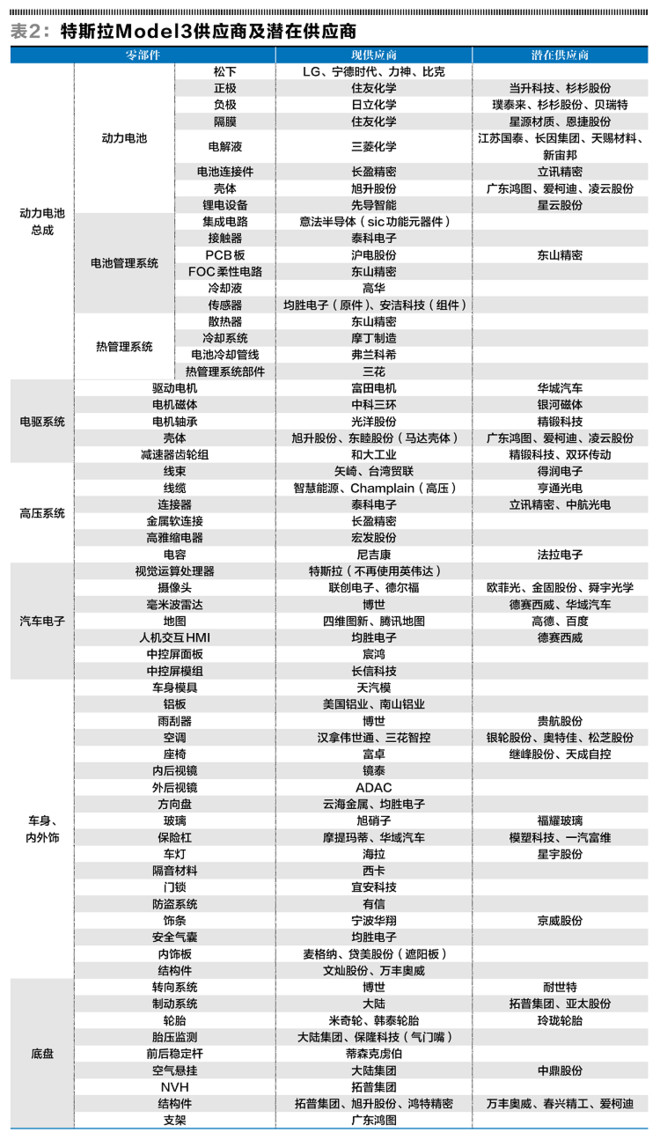 表2：特斯拉Model3供应商及潜在供应商
零部件 现供应商 潜在供应商
松下 LG、宁德时代、力神、比克
正极 住友化学 当升科技、杉杉股份
负极 日立化学 璞泰来、杉杉股份、贝瑞特
隔膜 住友化学 星源材质、恩捷股份
动力电池
电解液 三菱化学 江苏国泰、长因集团、天赐材料、
新宙邦
电池连接件 长盈精密 立讯精密
壳体 旭升股份 广东鸿图、爱柯迪、凌云股份
动力电池
总成
锂电设备 先导智能 星云股份
集成电路 意法半导体（sic功能元器件）
接触器 泰科电子
电池管理系统
PCB板 沪电股份 东山精密
FOC柔性电路 东山精密
冷却液 高华
传感器 均胜电子（原件）、安洁科技（组件）
散热器 东山精密
热管理系统
冷却系统 摩丁制造
电池冷却管线 弗兰科希
热管理系统部件 三花
驱动电机 富田电机 华城汽车
电机磁体 中科三环 银河磁体
电驱系统
电机轴承 光洋股份 精锻科技
壳体 旭升股份、东睦股份（马达壳体） 广东鸿图、爱柯迪、凌云股份
减速器齿轮组 和大工业 精锻科技、双环传动
线束 矢崎、台湾贸联 得润电子
线缆 智慧能源、Champlain（高压） 亨通光电
高压系统
连接器 泰科电子 立讯精密、中航光电
金属软连接 长盈精密
高雅缩电器 宏发股份
电容 尼吉康 法拉电子
视觉运算处理器 特斯拉（不再使用英伟达）
摄像头 联创电子、德尔福 欧菲光、金固股份、舜宇光学
毫米波雷达 博世 德赛西威、华域汽车
汽车电子
地图 四维图新、腾讯地图 高德、百度
人机交互HMI 均胜电子 德赛西威
中控屏面板 宸鸿
中控屏模组 长信科技
车身模具 天汽模
铝板 美国铝业、南山铝业
雨刮器 博世 贵航股份
空调 汉拿伟世通、三花智控 银轮股份、奥特佳、松芝股份
座椅 富卓 继峰股份、天成自控
内后视镜 镜泰
外后视镜 ADAC
方向盘 云海金属、均胜电子
车身、
内外饰
玻璃 旭硝子 福耀玻璃
保险杠 摩提玛蒂、华域汽车 模塑科技、一汽富维
车灯 海拉 星宇股份
隔音材料 西卡
门锁 宜安科技
防盗系统 有信
饰条 宁波华翔 京威股份
安全气囊 均胜电子
内饰板 麦格纳、贷美股份（遮阳板）
结构件 文灿股份、万丰奥威
转向系统 博世 耐世特
制动系统 大陆 拓普集团、亚太股份
轮胎 米奇轮、韩泰轮胎 玲珑轮胎
胎压监测 大陆集团、保隆科技（气门嘴）
底盘
前后稳定杆 蒂森克虏伯
空气悬挂 大陆集团 中鼎股份
NVH 拓普集团
结构件 拓普集团、旭升股份、鸿特精密 万丰奥威、春兴精工、爱柯迪
支架 广东鸿图